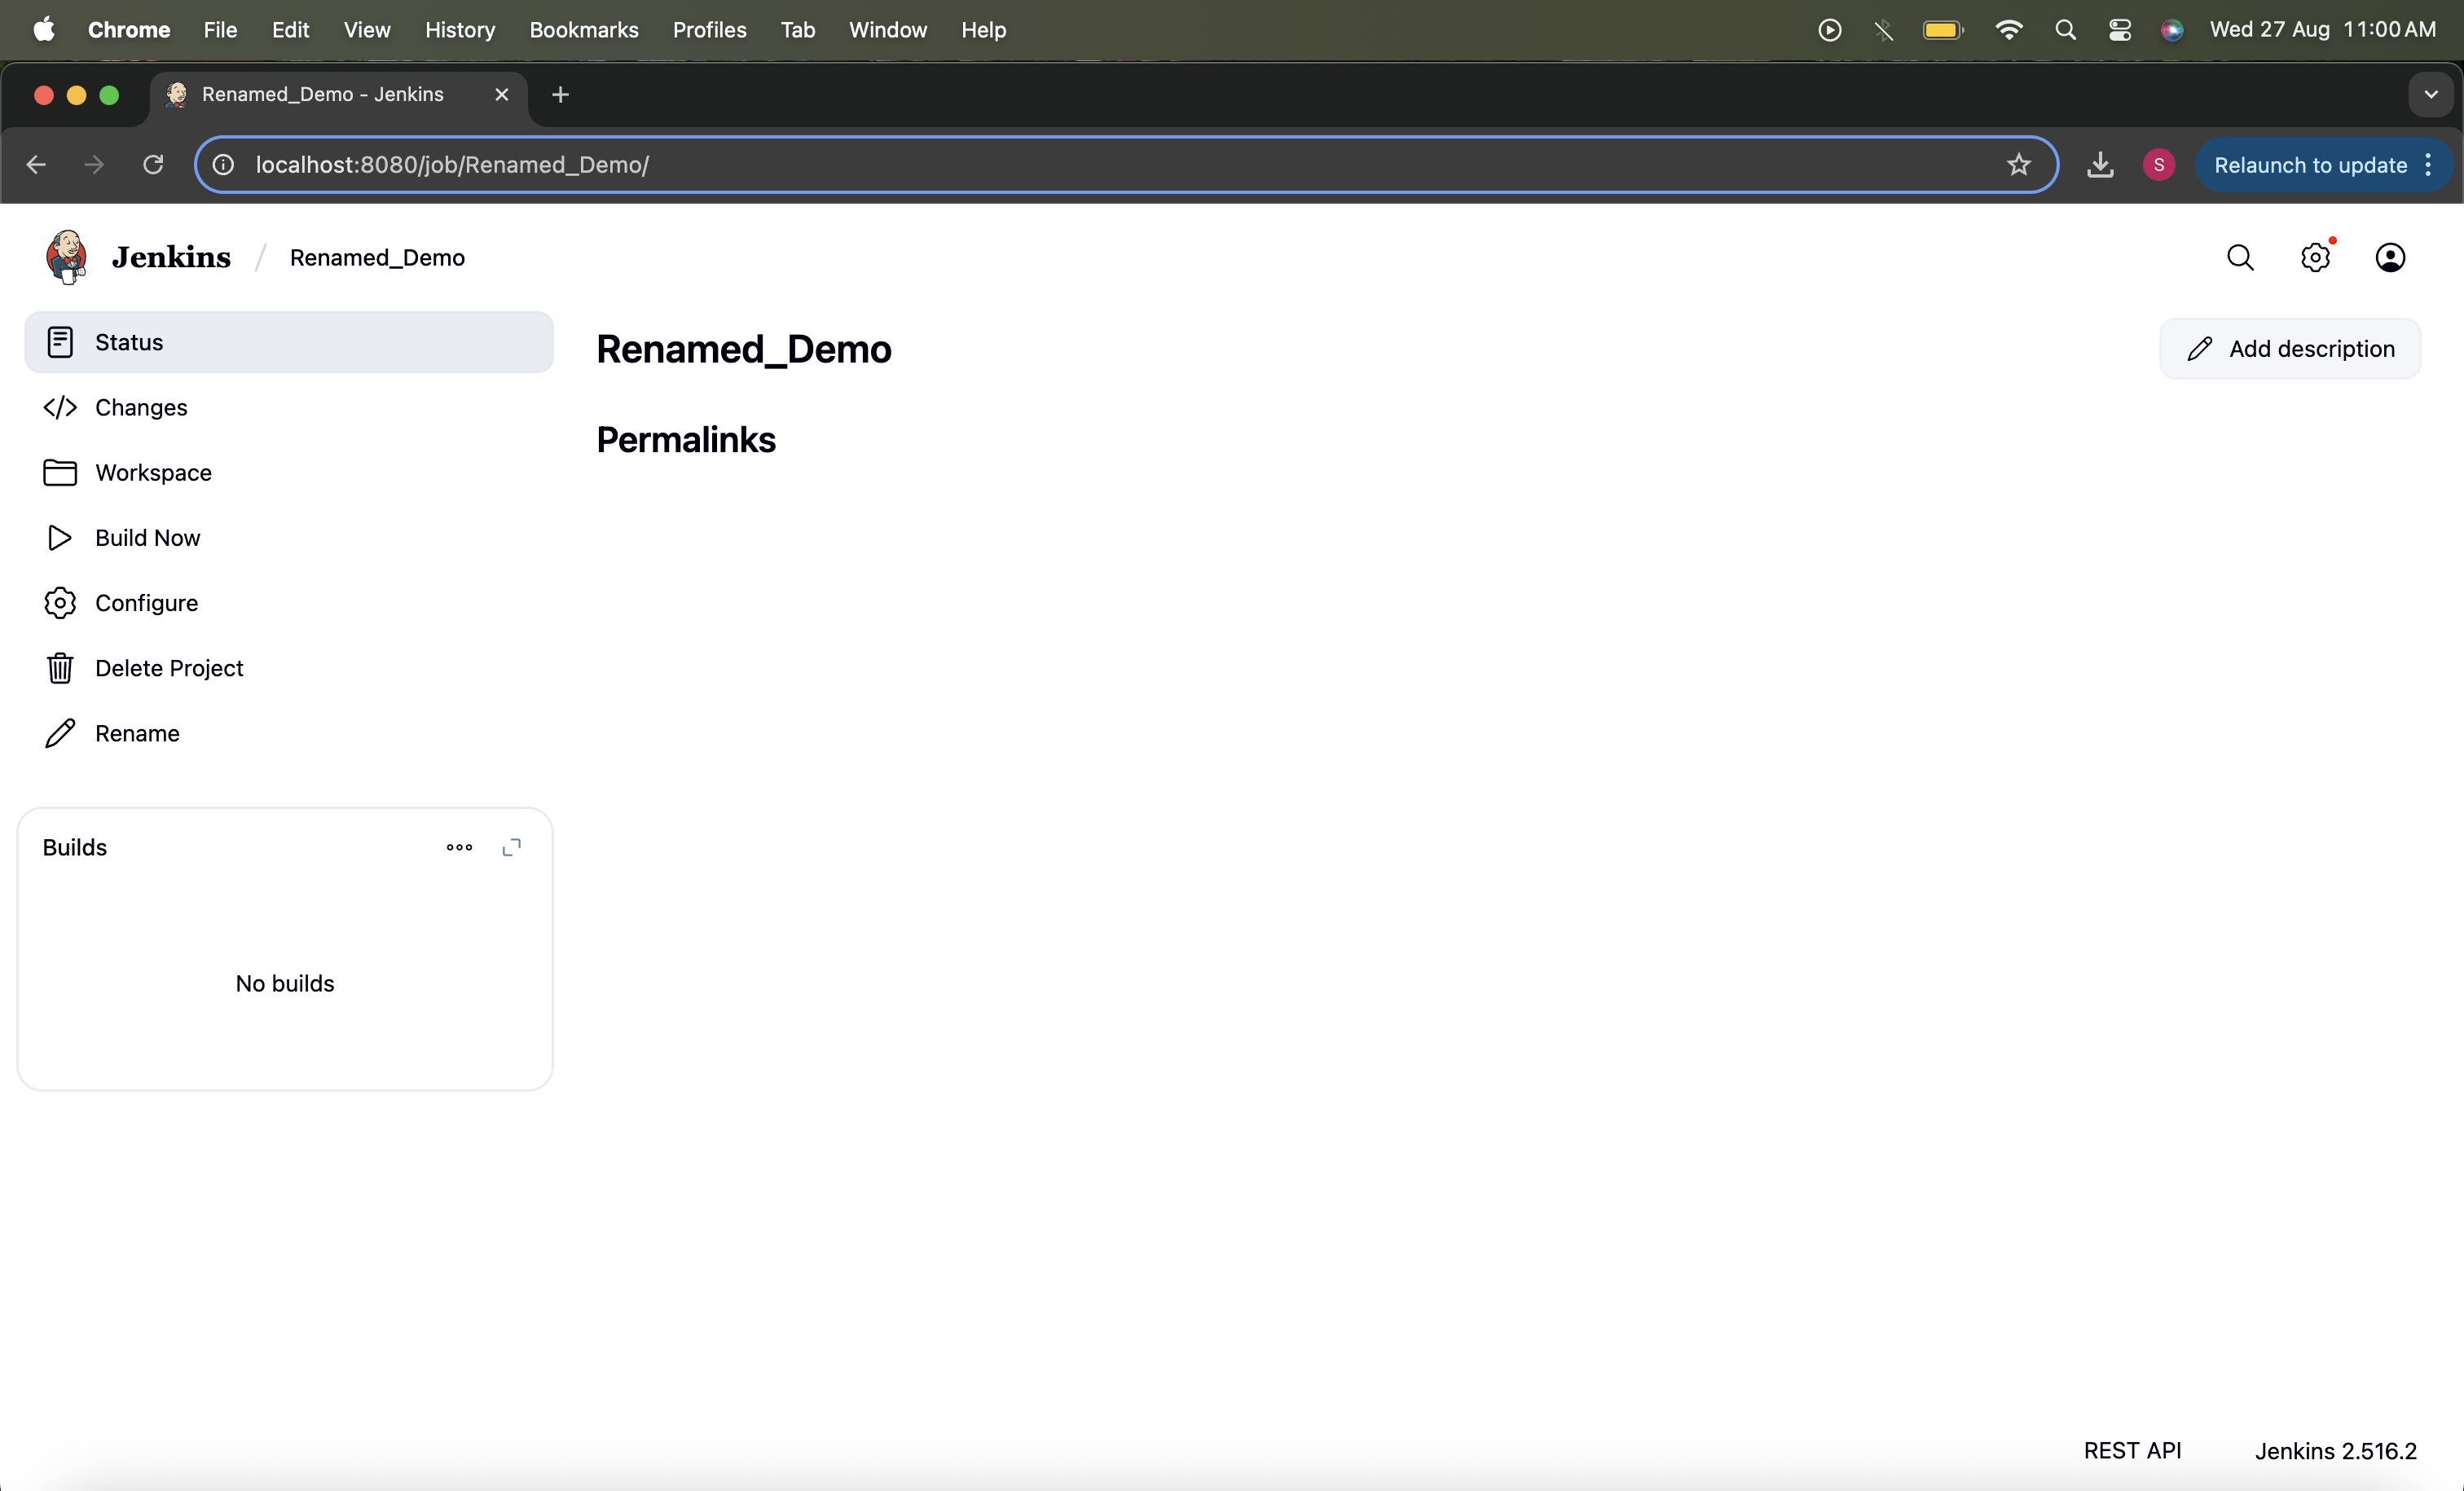 Chrome File Edit View History Bookmarks Profiles Tab Window Help Wed 27 Aug 11:00 AM
Renamed_Demo - Jenkins
localhost:8080/job/Renamed_Demo/ S Relaunch to update
Jenkins / Renamed_Demo
Status
Changes
Workspace
Build Now
Configure
Delete Project
Rename
Builds
No builds
Renamed_Demo
Add description
Permalinks
REST API Jenkins 2.516.2